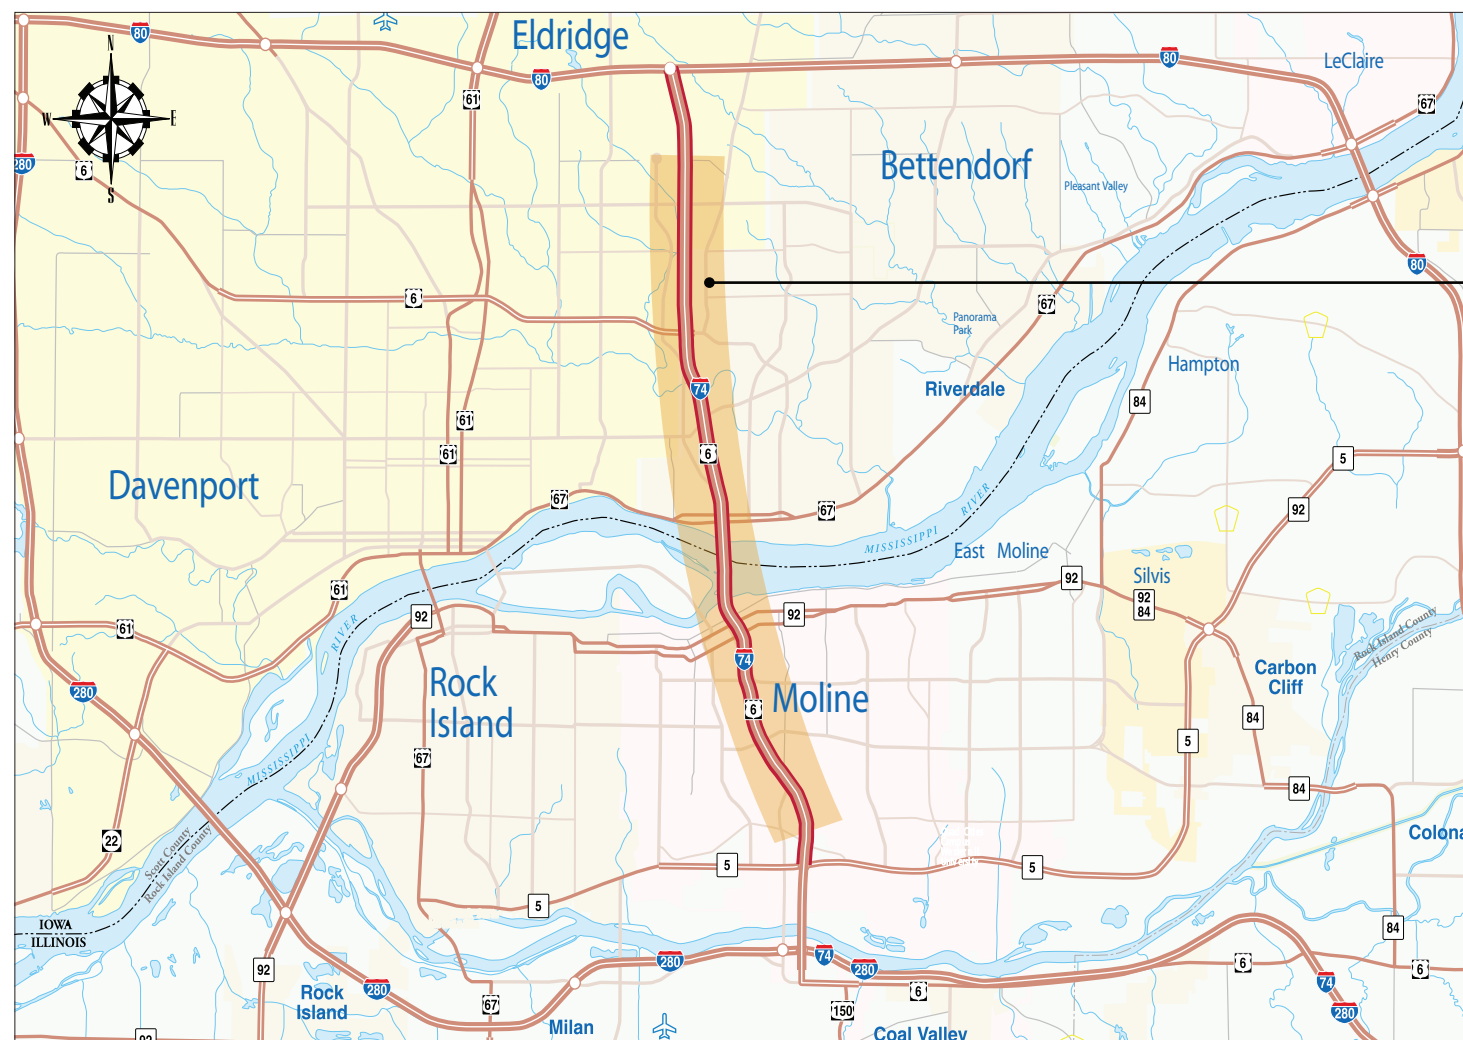 Eldridge
80
80
80
LeClaire
67
61
N
W
E
S
280
6
Bettendorf
Pleasant Valley
80
6
67
Panorama
Park
Hampton
74
Riverdale
84
61
61
6
5
Davenport
67
67
92
MISSISSIPPI
RIVER
East Moline
92
Silvis
92
84
61
92
92
61
RIVER
Rock Island County
Henry County
74
Carbon
Cliff
280
Rock
Island
Moline
6
84
5
67
MISSISSIPPI
84
22
Scott County
Rock Island County
Colona
5
5
5
84
IOWA
ILLINOIS
92
280
74
280
6
6
74
280
280
Rock
Island
67
6
150
Milan
Coal Valley
92